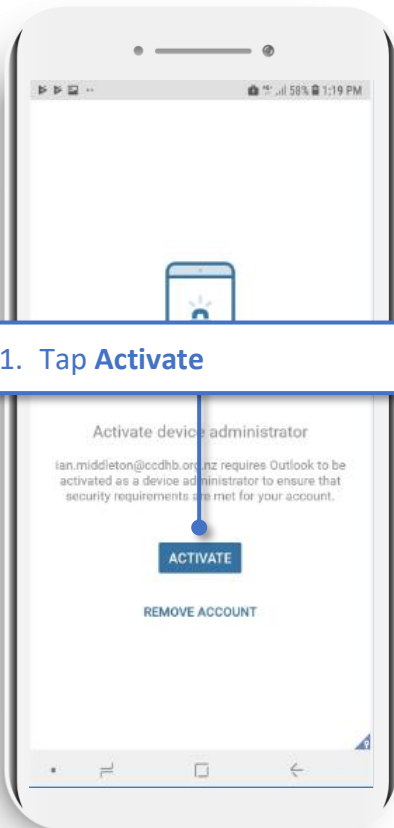 58% 1:19 PM
1. Tap Activate
Activate device administrator
ian.middleton@ccdhb.org.nz requires Outlook to be
activated as a device administrator to ensure that
security requirements are met for your account.
ACTIVATE
REMOVE ACCOUNT